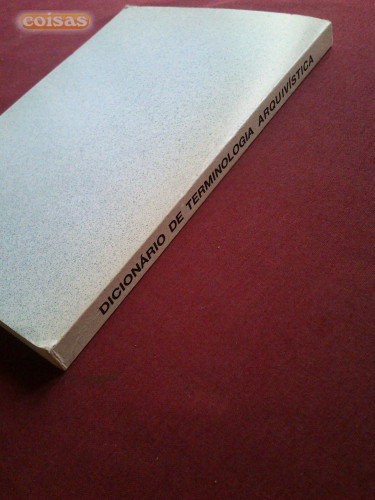 coisas
DICIONÁRIO DE TERMINOLOGIA ARQUIVÍSTICA